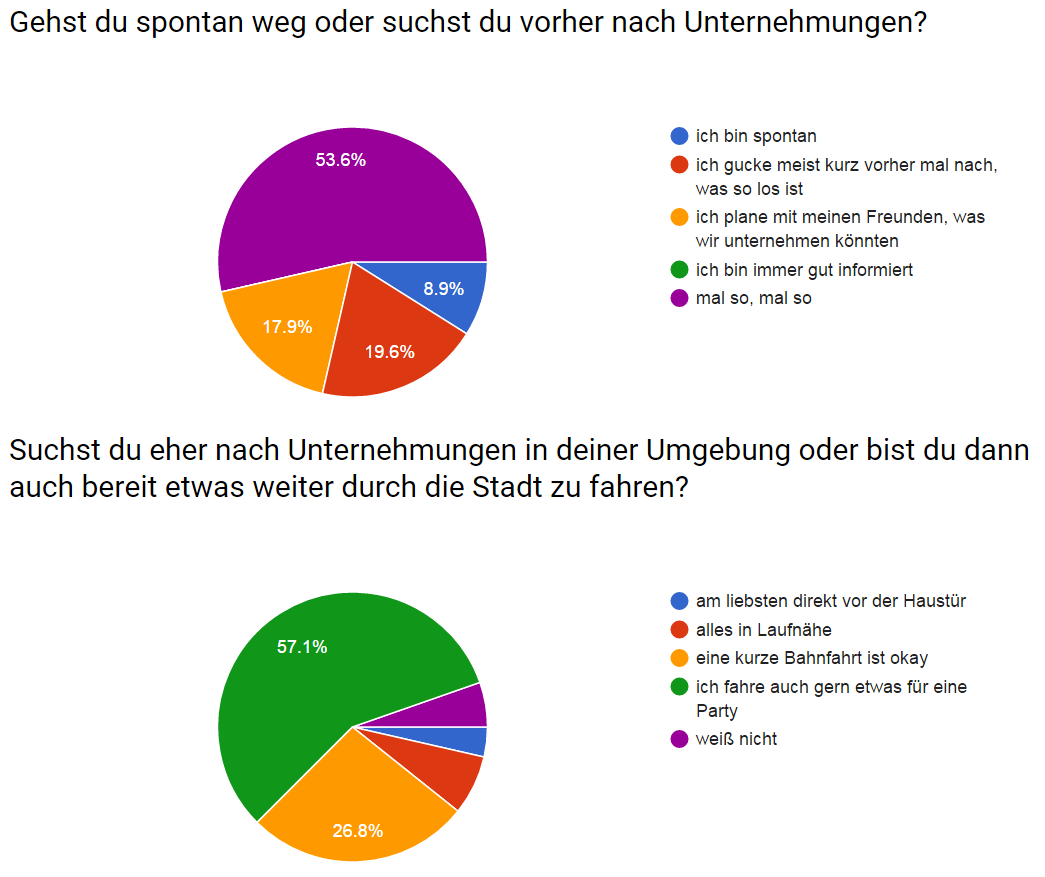 Gehst du spontan weg oder suchst du vorher nach Unternehmungen?
53.6%
8.9%
17.9%
19.6%
ich bin spontan
ich gucke meist kurz vorher mal nach,
was so los ist
ich plane mit meinen Freunden, was
wir unternehmen könnten
ich bin immer gut informiert
mal so, mal so
Suchst du eher nach Unternehmungen in deiner Umgebung oder bist du dann
auch bereit etwas weiter durch die Stadt zu fahren?
57.1%
26.8%
am liebsten direkt vor der Haustür
alles in Laufnähe
eine kurze Bahnfahrt ist okay
ich fahre auch gern etwas für eine
Party
weiß nicht